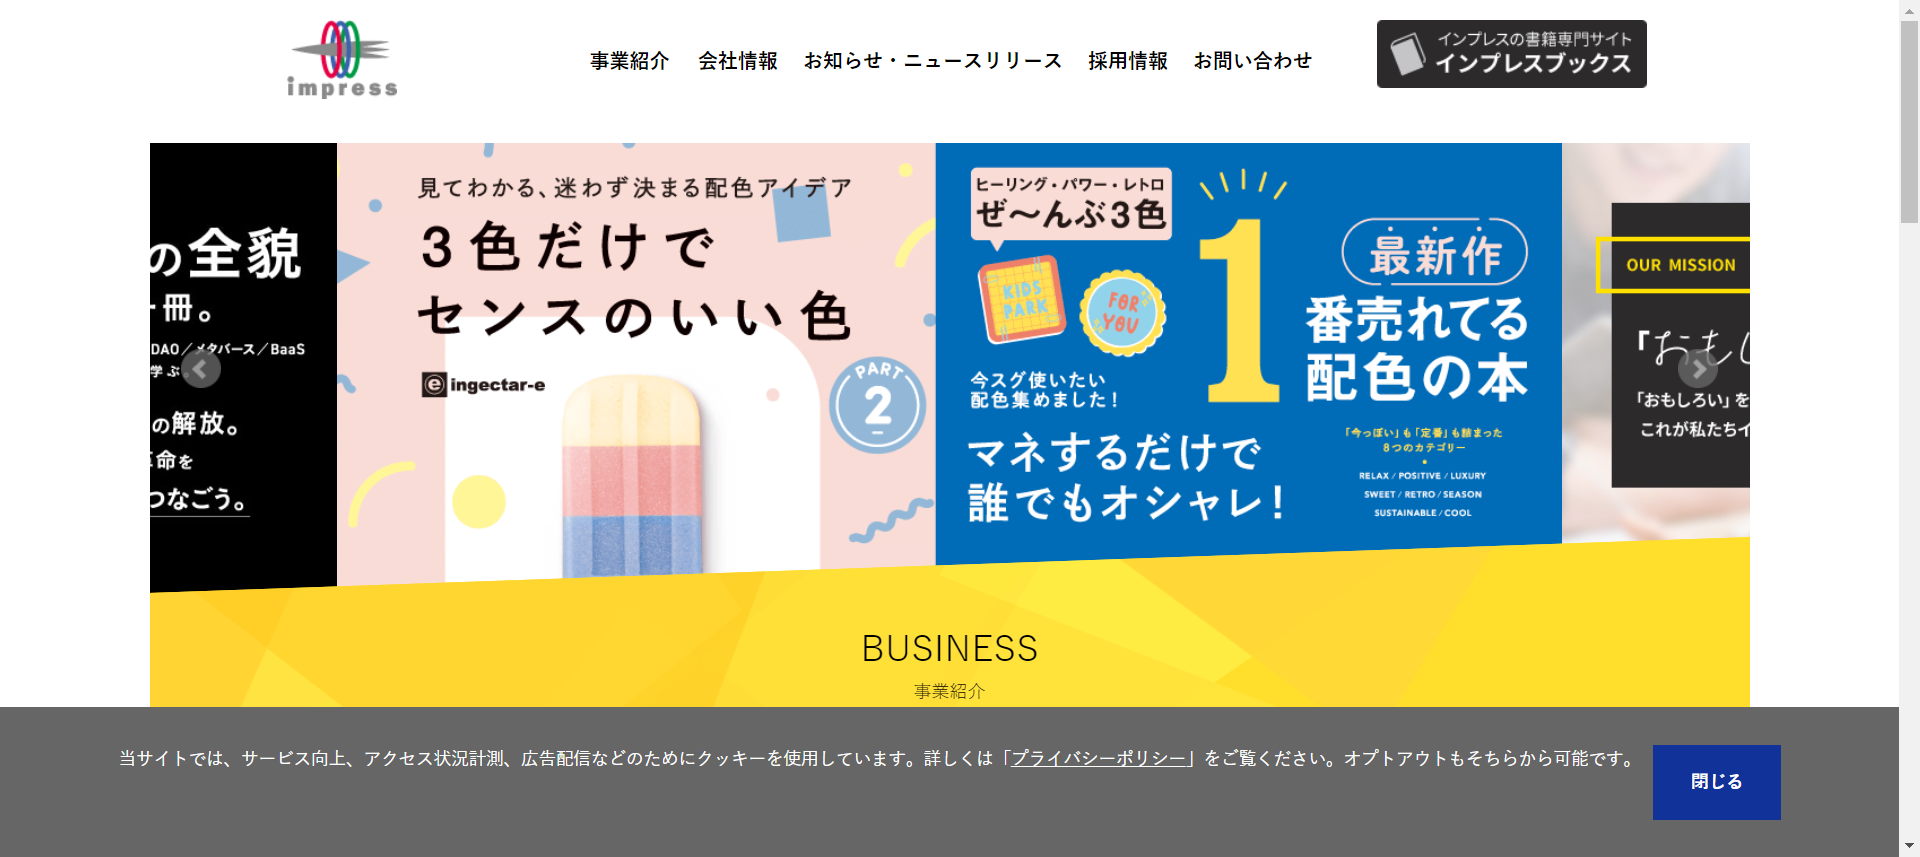 impress
事業紹介
会社情報
お知らせ・ニュースリリース
採用情報
お問い合わせ
インプレスの書籍専門サイト
インプレスブックス
の全貌
冊。
DAO／メタバース／BaaS
学ぶ。
の解放。
革命を
つなごう。
見てわかる、迷わず決まる配色アイデア
3色だけで
センスのいい色
e ingectar-e
PART
2
ヒーリング・パワー・レトロ
ぜ〜んぶ3色
KIDS
PARK
FOR
YOU
今スグ使いたい
配色集めました！
マネするだけで
誰でもオシャレ！
1
最新作
番売れてる
配色の本
「今っぽい」も「定番」も詰まった
8つのカテゴリー
RELAX / POSITIVE / LUXURY
SWEET / RETRO / SEASON
SUSTAINABLE / COOL
OUR MISSION
「おもし
「おもしろい」を
これが私たちイ
BUSINESS
事業紹介
当サイトでは、サービス向上、アクセス状況計測、広告配信などのためにクッキーを使用しています。詳しくは「プライバシーポリシー」をご覧ください。オプトアウトもそちらから可能です。
閉じる